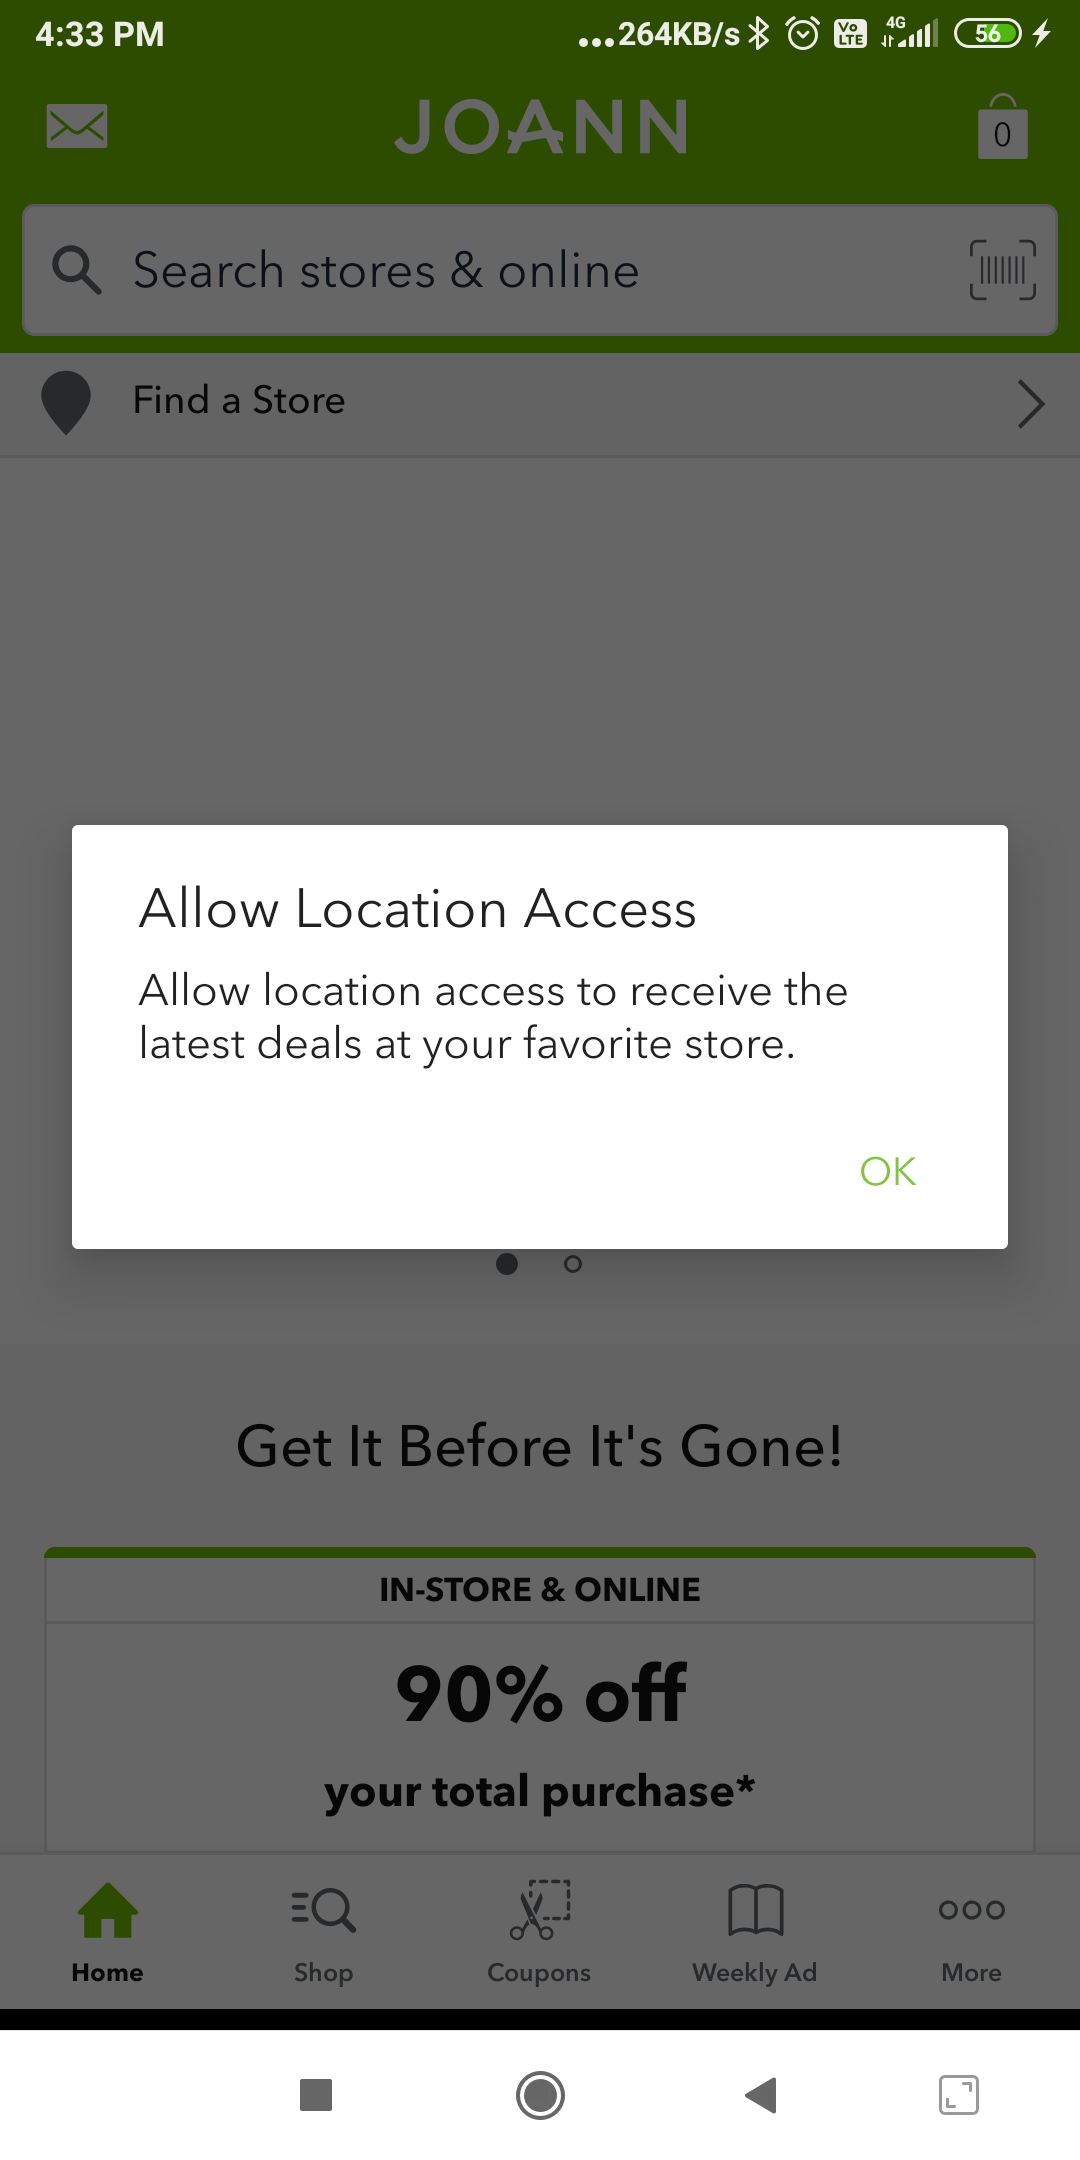 4:33 PM
...264KB/s
Vo
LTE
4G
56
JOANN
0
Search stores & online
Find a Store
Allow Location Access
Allow location access to receive the
latest deals at your favorite store.
OK
Get It Before It's Gone!
IN-STORE & ONLINE
90% off
your total purchase*
Home
Shop
Coupons
Weekly Ad
More